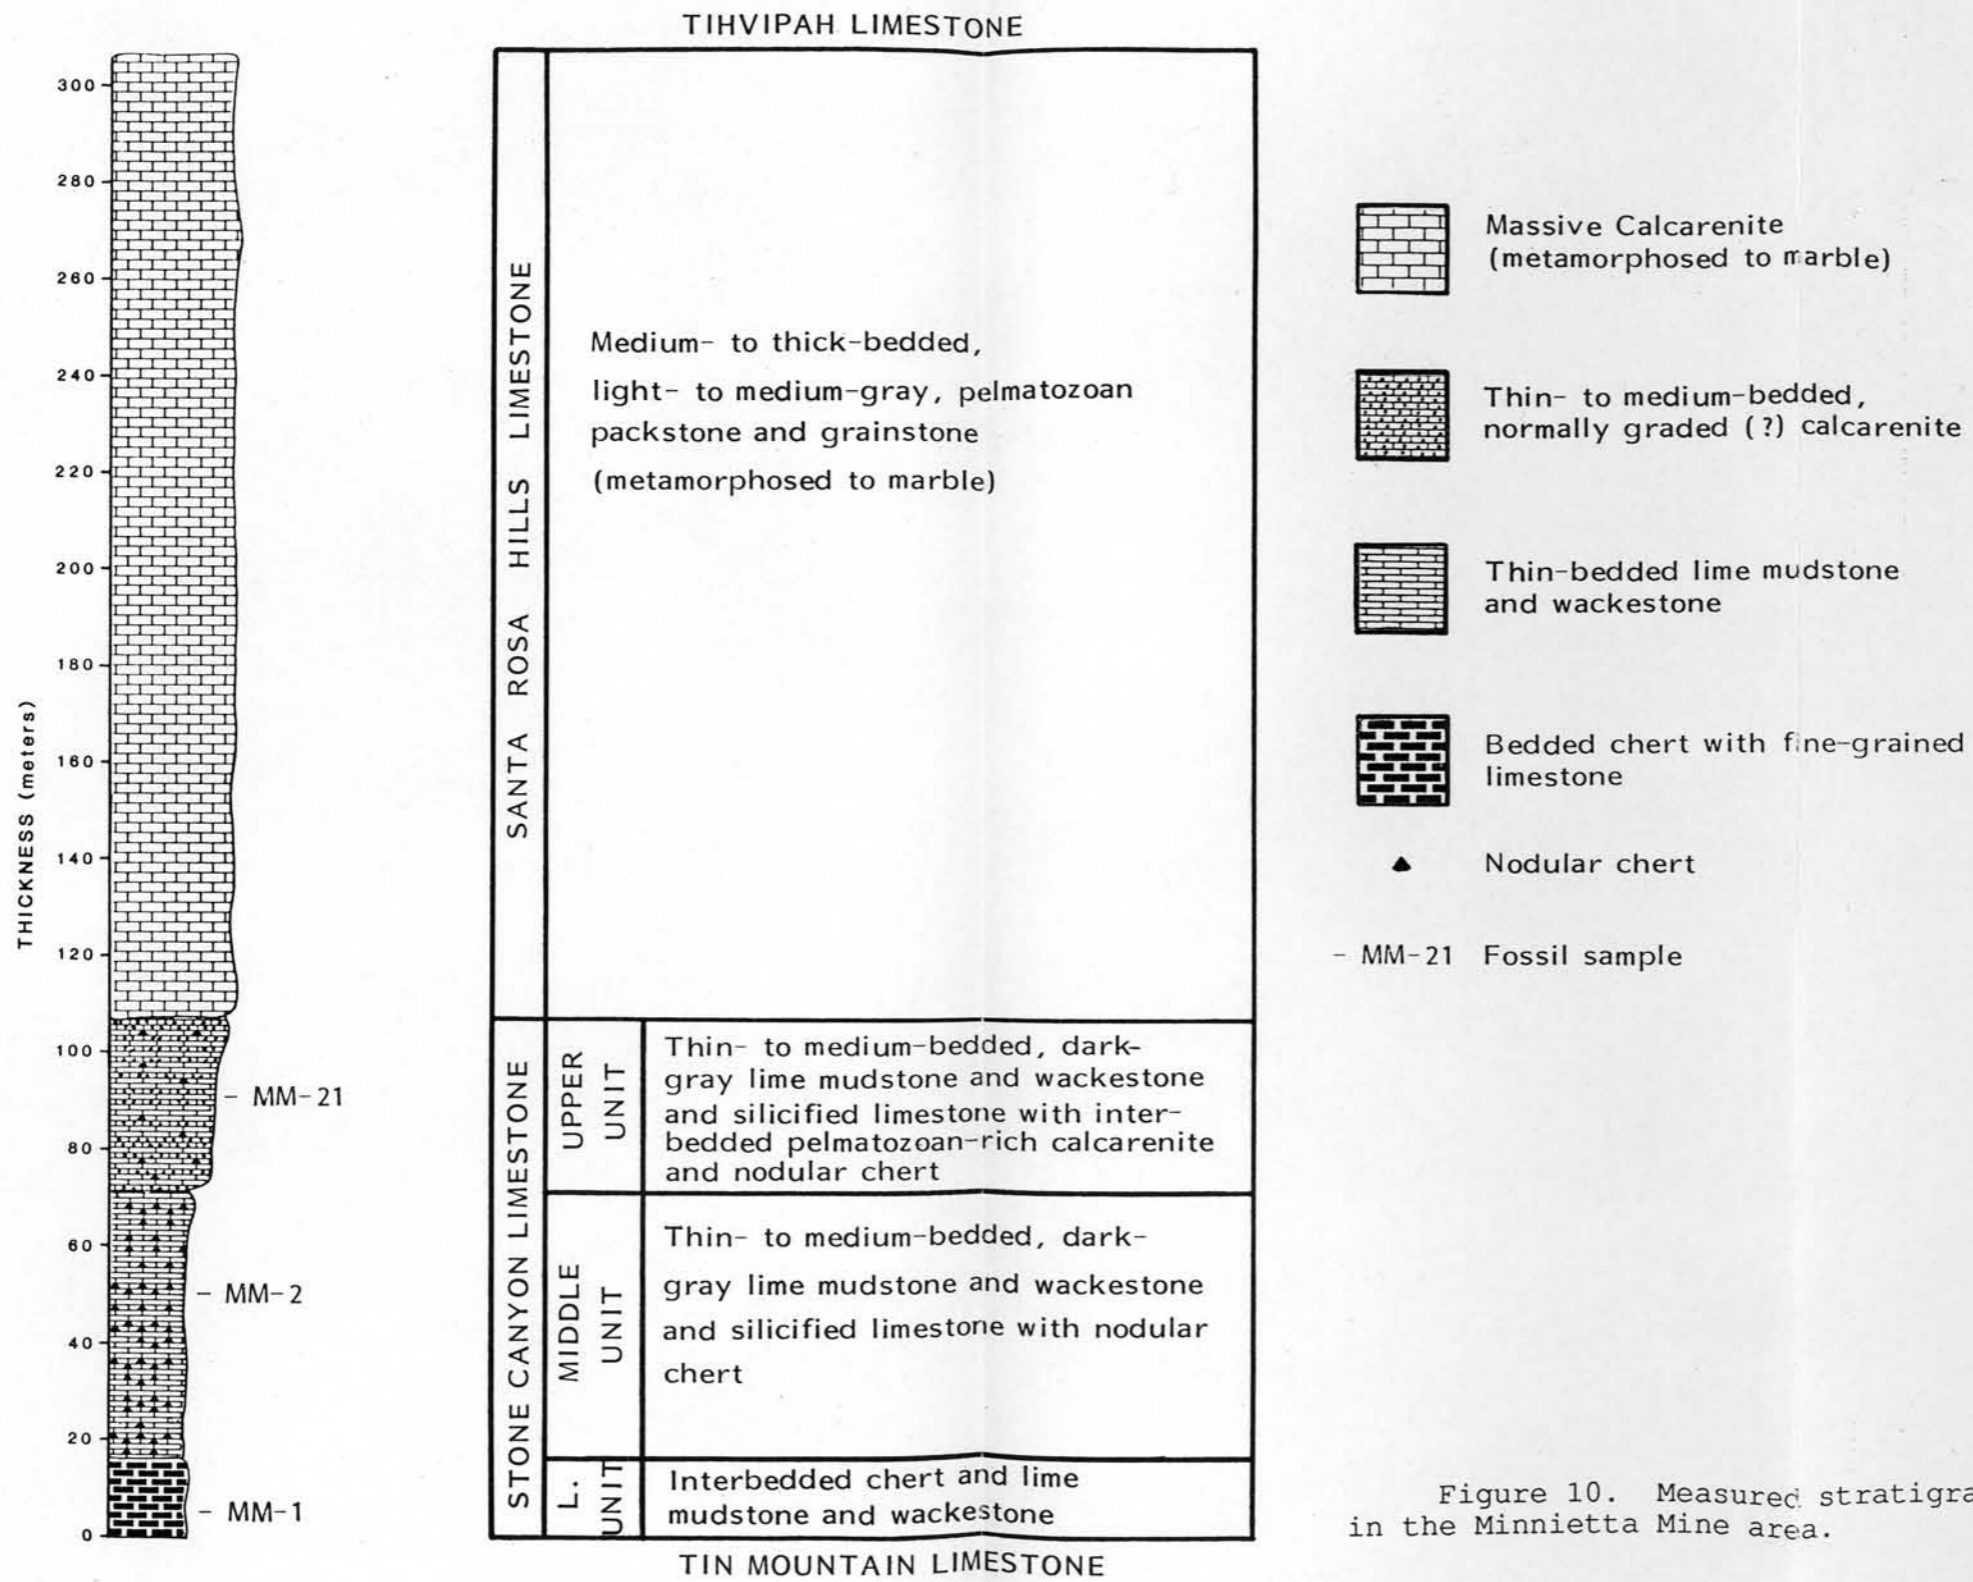 TIHVIPAH LIMESTONE
300
280
260
240
220
200
180
160
140
120
100
80
60
40
20
0
THICKNESS (meters)
MM-21
MM-2
MM-1
SANTA ROSA HILLS LIMESTONE
Medium- to thick-bedded,
light- to medium-gray, pelmatozoan
packstone and grainstone
(metamorphosed to marble)
STONE CANYON LIMESTONE
UPPER
UNIT
Thin- to medium-bedded, dark-
gray lime mudstone and wackestone
and silicified limestone with inter-
bedded pelmatozoan-rich calcarenite
and nodular chert
MIDDLE
UNIT
Thin- to medium-bedded, dark-
gray lime mudstone and wackestone
and silicified limestone with nodular
chert
L.
UNIT
Interbedded chert and lime
mudstone and wackestone
TIN MOUNTAIN LIMESTONE
Massive Calcarenite
(metamorphosed to marble)
Thin- to medium-bedded,
normally graded (?) calcarenite
Thin-bedded lime mudstone
and wackestone
Bedded chert with fine-grained
limestone
Nodular chert
- MM-21 Fossil sample
Figure 10. Measured stratigra
in the Minnietta Mine area.